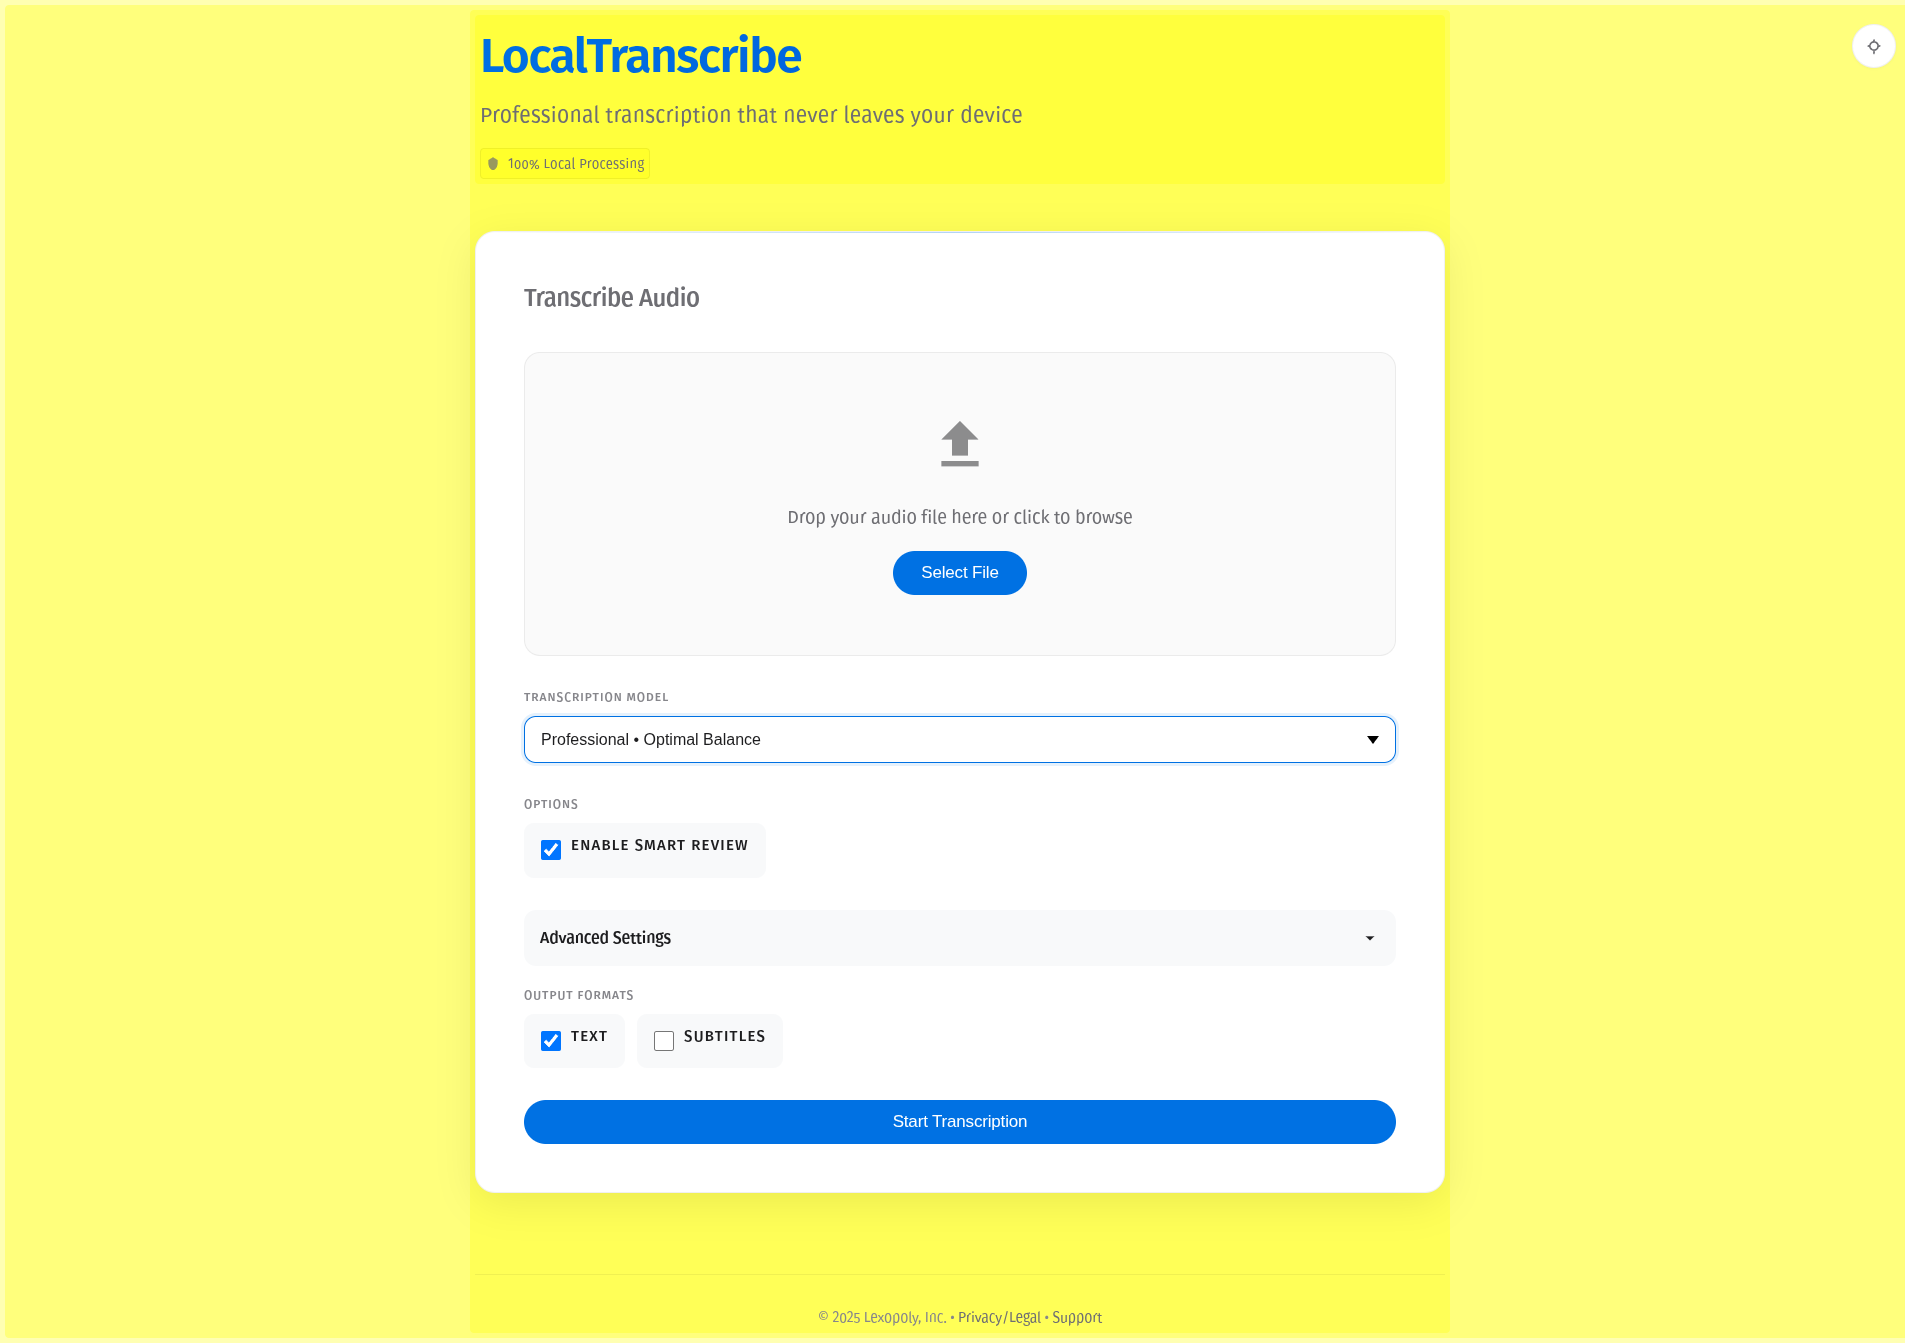 LocalTranscribe
Professional transcription that never leaves your device
100% Local Processing
Transcribe Audio
Drop your audio file here or click to browse
Select File
TRANSCRIPTION MODEL
Professional • Optimal Balance
OPTIONS
ENABLE SMART REVIEW
Advanced Settings
OUTPUT FORMATS
TEXT SUBTITLES
Start Transcription
© 2025 Lexopoly, Inc. • Privacy/Legal • Support